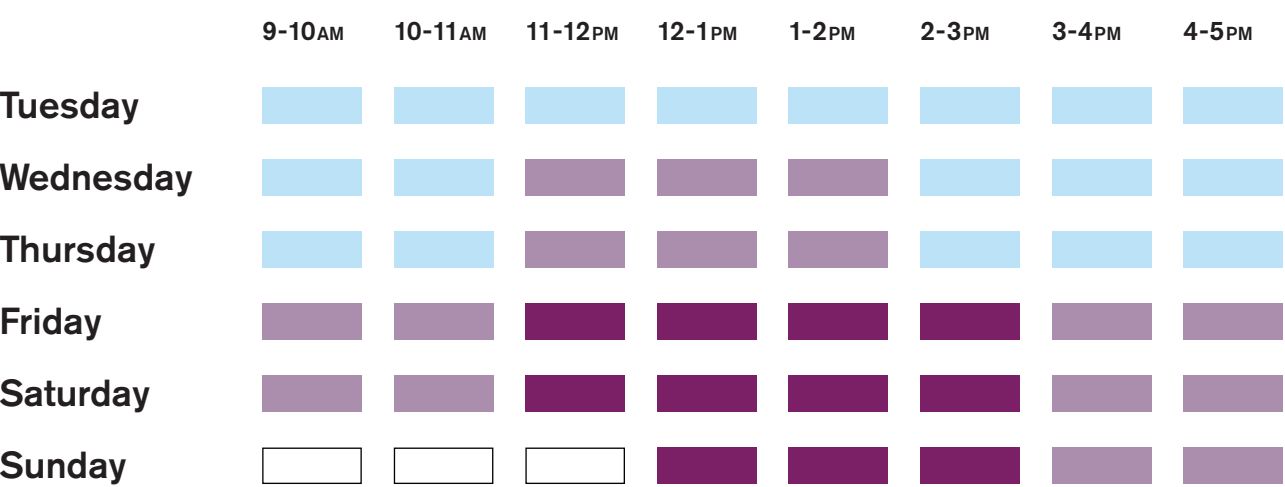 9-10AM 10-11AM 11-12PM 12-1PM 1-2PM 2-3PM 3-4PM 4-5PM
Tuesday
Wednesday
Thursday
Friday
Saturday
Sunday